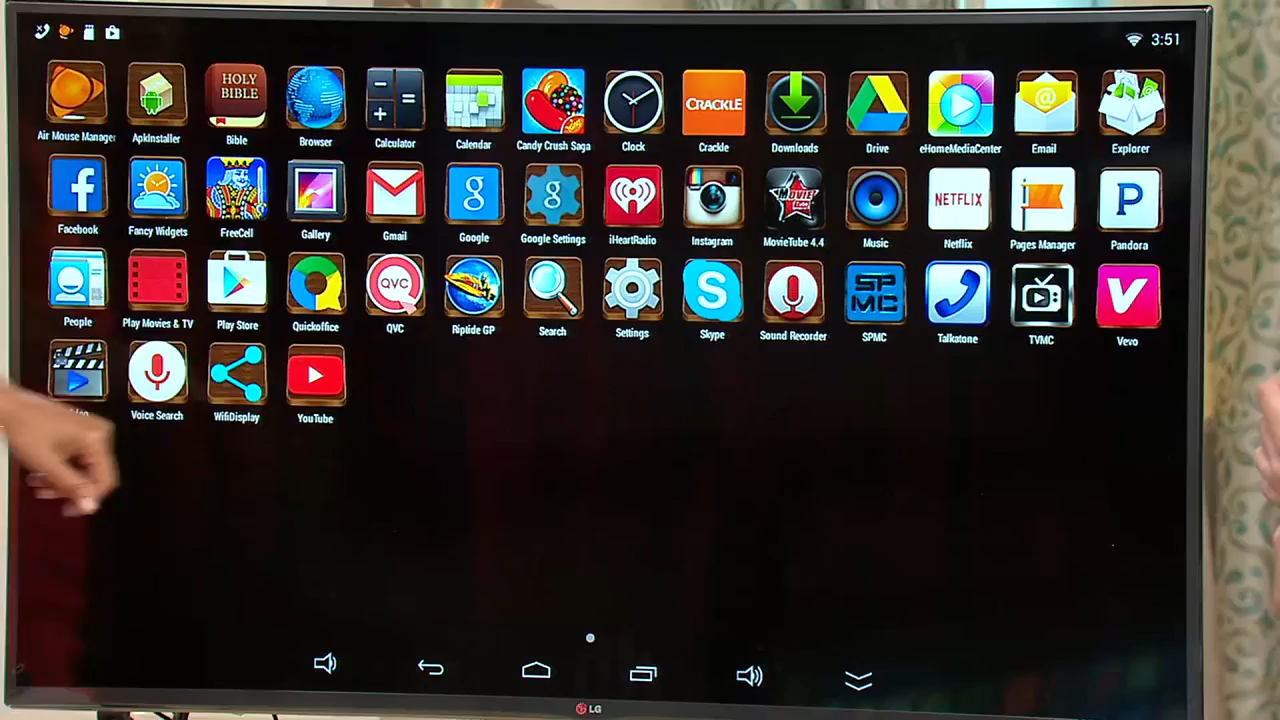 3:51
HOLY
BIBLE
CRACKLE
Air Mouse Manager
ApkInstaller
Bible
Browser
Calculator
Calendar
Candy Crush Saga
Clock
Crackle
Downloads
Drive
eHomeMediaCenter
Email
Explorer
NETFLIX
MOVIE
Facebook
Fancy Widgets
FreeCell
Gallery
Gmail
Google
Google Settings
iHeartRadio
Instagram
MovieTube 4.4
Music
Netflix
Pages Manager
Pandora
SP
MC
People
Play Movies & TV
Play Store
Quickoffice
QVC
Riptide GP
Search
Settings
Skype
Sound Recorder
SPMC
Talkatone
TVMC
Vevo
Voice Search
WifiDisplay
YouTube
LG